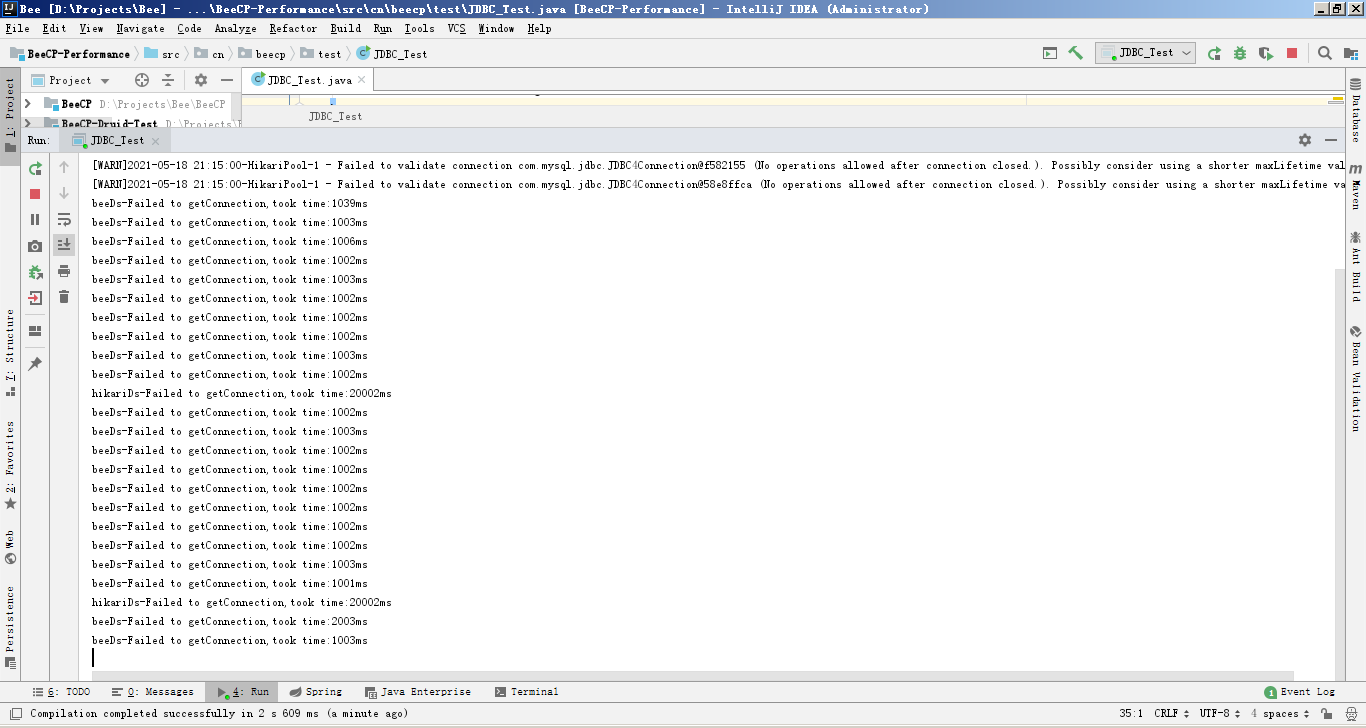 Bee [D:\Projects\Bee] - ...\BeeCP-Performance\src\cn\beecp\test\JDBC_Test.java [BeeCP-Performance] - IntelliJ IDEA (Administrator)
File Edit View Navigate Code Analyze Refactor Build Run Tools VCS Window Help
BeeCP-Performance src cn beecp test JDBC_Test JDBC_Test
1: Project
Project JDBC_Test.java
BeeCP D:\Projects\Bee\BeeCP
BeeCP-Druid-Test D:\Projects\B
JDBC_Test
Run: JDBC_Test
[WARN]2021-05-18 21:15:00-HikariPool-1 - Failed to validate connection com.mysql.jdbc.JDBC4Connection@f582155 (No operations allowed after connection closed.). Possibly consider using a shorter maxLifetime val
[WARN]2021-05-18 21:15:00-HikariPool-1 - Failed to validate connection com.mysql.jdbc.JDBC4Connection@58e8ffca (No operations allowed after connection closed.). Possibly consider using a shorter maxLifetime va
beeDs-Failed to getConnection,took time:1039ms
beeDs-Failed to getConnection,took time:1003ms
beeDs-Failed to getConnection,took time:1006ms
beeDs-Failed to getConnection,took time:1002ms
beeDs-Failed to getConnection,took time:1003ms
beeDs-Failed to getConnection,took time:1002ms
beeDs-Failed to getConnection,took time:1002ms
beeDs-Failed to getConnection,took time:1002ms
beeDs-Failed to getConnection,took time:1003ms
beeDs-Failed to getConnection,took time:1002ms
hikariDs-Failed to getConnection,took time:20002ms
beeDs-Failed to getConnection,took time:1002ms
beeDs-Failed to getConnection,took time:1003ms
beeDs-Failed to getConnection,took time:1002ms
beeDs-Failed to getConnection,took time:1002ms
beeDs-Failed to getConnection,took time:1002ms
beeDs-Failed to getConnection,took time:1002ms
beeDs-Failed to getConnection,took time:1002ms
beeDs-Failed to getConnection,took time:1002ms
beeDs-Failed to getConnection,took time:1003ms
beeDs-Failed to getConnection,took time:1001ms
hikariDs-Failed to getConnection,took time:20002ms
beeDs-Failed to getConnection,took time:2003ms
beeDs-Failed to getConnection,took time:1003ms
7: Structure
2: Favorites
Web
Persistence
Database
Maven
Ant Build
Bean Validation
6: TODO 0: Messages 4: Run Spring Java Enterprise Terminal 1 Event Log
Compilation completed successfully in 2 s 609 ms (a minute ago) 35:1 CRLF UTF-8 4 spaces